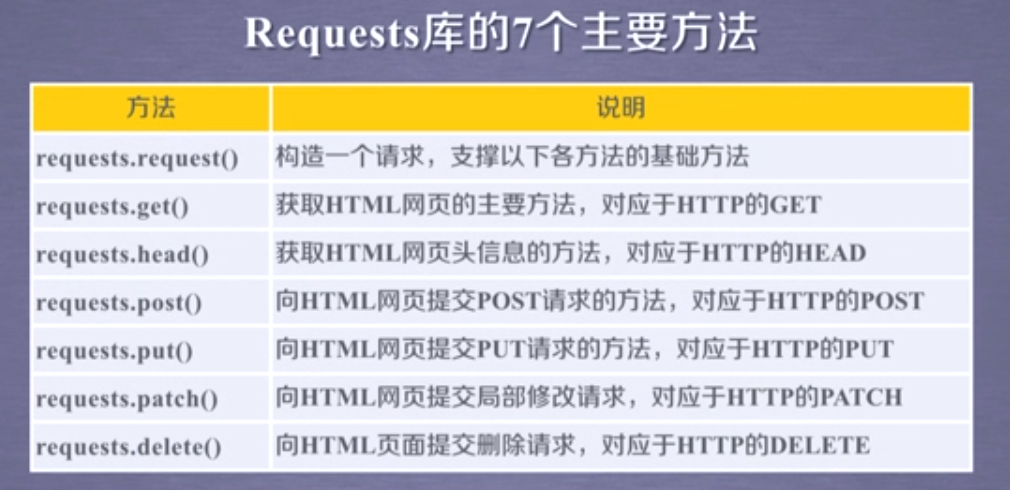 Requests库的7个主要方法
方法 说明
requests.request() 构造一个请求，支撑以下各方法的基础方法
requests.get() 获取HTML网页的主要方法，对应于HTTP的GET
requests.head() 获取HTML网页头信息的方法，对应于HTTP的HEAD
requests.post() 向HTML网页提交POST请求的方法，对应于HTTP的POST
requests.put() 向HTML网页提交PUT请求的方法，对应于HTTP的PUT
requests.patch() 向HTML网页提交局部修改请求，对应于HTTP的PATCH
requests.delete() 向HTML页面提交删除请求，对应于HTTP的DELETE